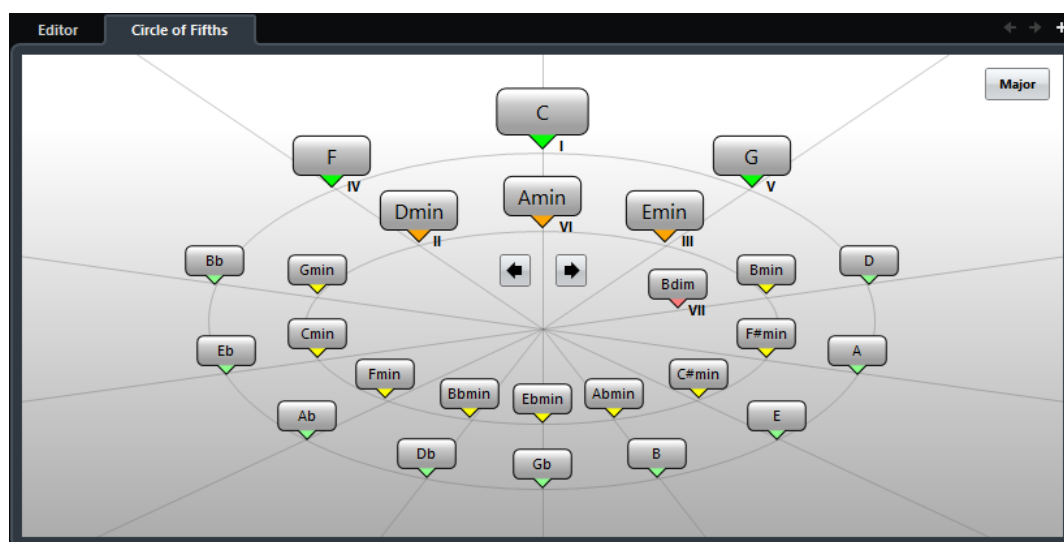 Editor
Circle of Fifths
Major
C
I
F
IV
G
V
Dmin
II
Amin
VI
Emin
III
Bb
Gmin
Bdim
VII
Bmin
D
Eb
Cmin
F#min
A
Fmin
C#min
Bbmin
Ebmin
Abmin
Ab
E
Db
Gb
B